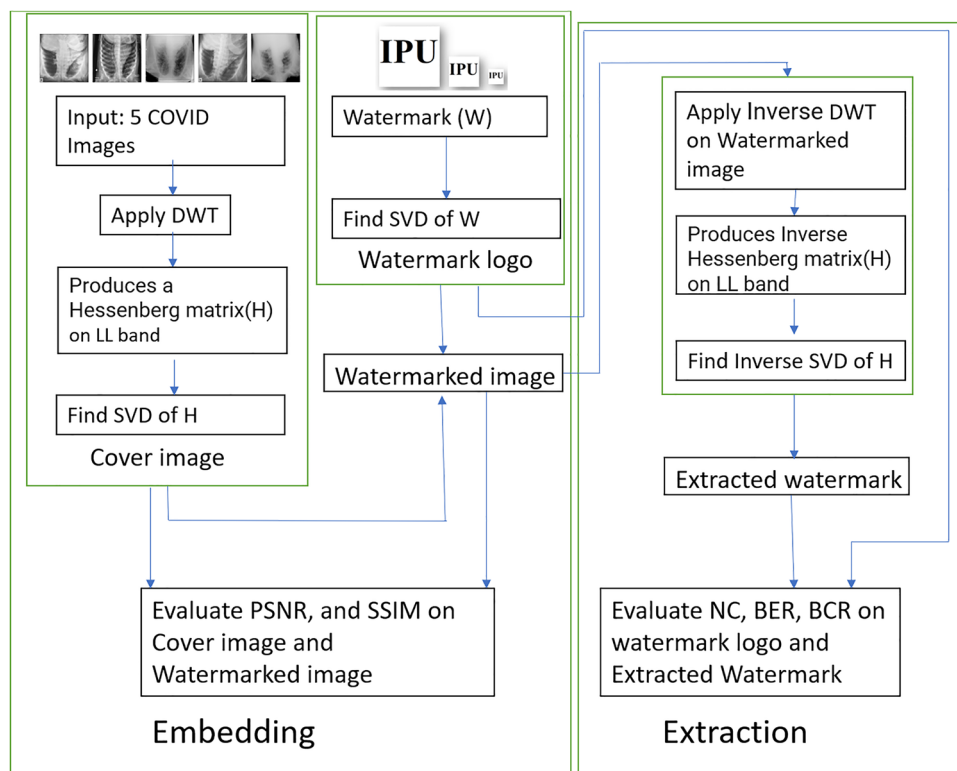 Input: 5 COVID
Images
Apply DWT
Produces a
Hessenberg matrix(H)
on LL band
Find SVD of H
Cover image
IPU
IPU
IPU
Watermark (W)
Find SVD of W
Watermark logo
Watermarked image
Evaluate PSNR, and SSIM on
Cover image and
Watermarked image
Embedding
Apply Inverse DWT
on Watermarked
image
Produces Inverse
Hessenberg matrix(H)
on LL band
Find Inverse SVD of H
Extracted watermark
Evaluate NC, BER, BCR on
watermark logo and
Extracted Watermark
Extraction